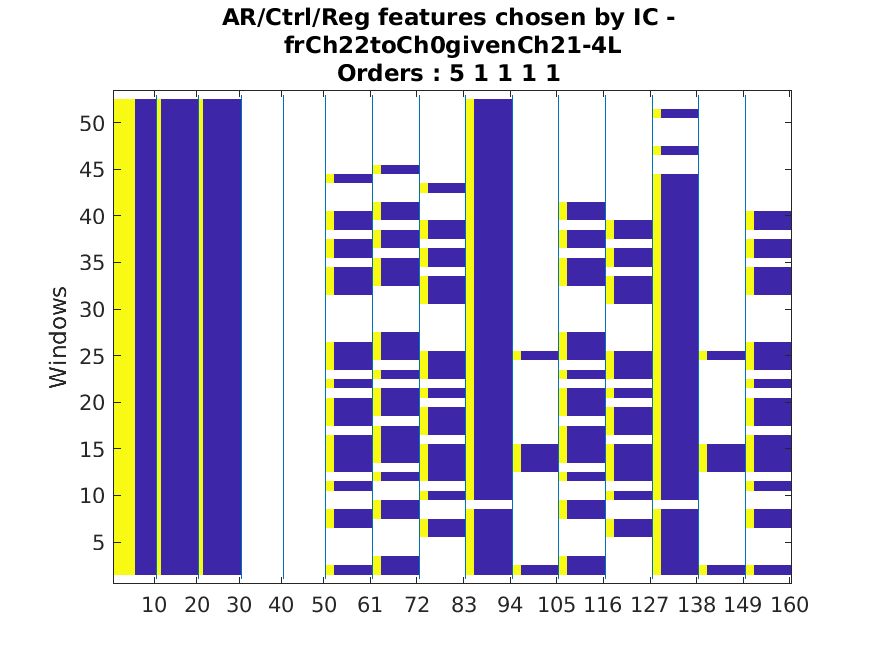 AR/Ctrl/Reg features chosen by IC -
frCh22toCh0givenCh21-4L
Orders : 5 1 1 1 1
Windows
50
45
40
35
30
25
20
15
10
5
10 20 30 40 50 61 72 83 94 105 116 127 138 149 160